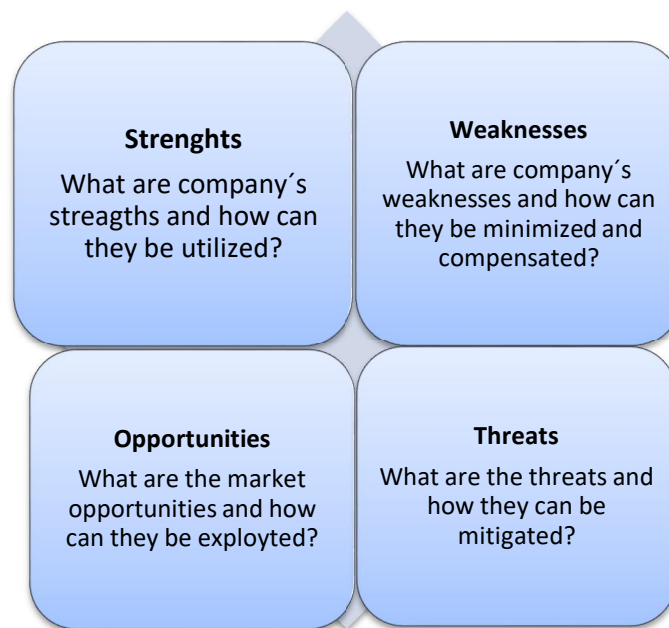 Strenghts
What are company´s
streagths and how can
they be utilized?
Weaknesses
What are company´s
weaknesses and how can
they be minimized and
compensated?
Opportunities
What are the market
opportunities and how
can they be exployted?
Threats
What are the threats and
how they can be
mitigated?